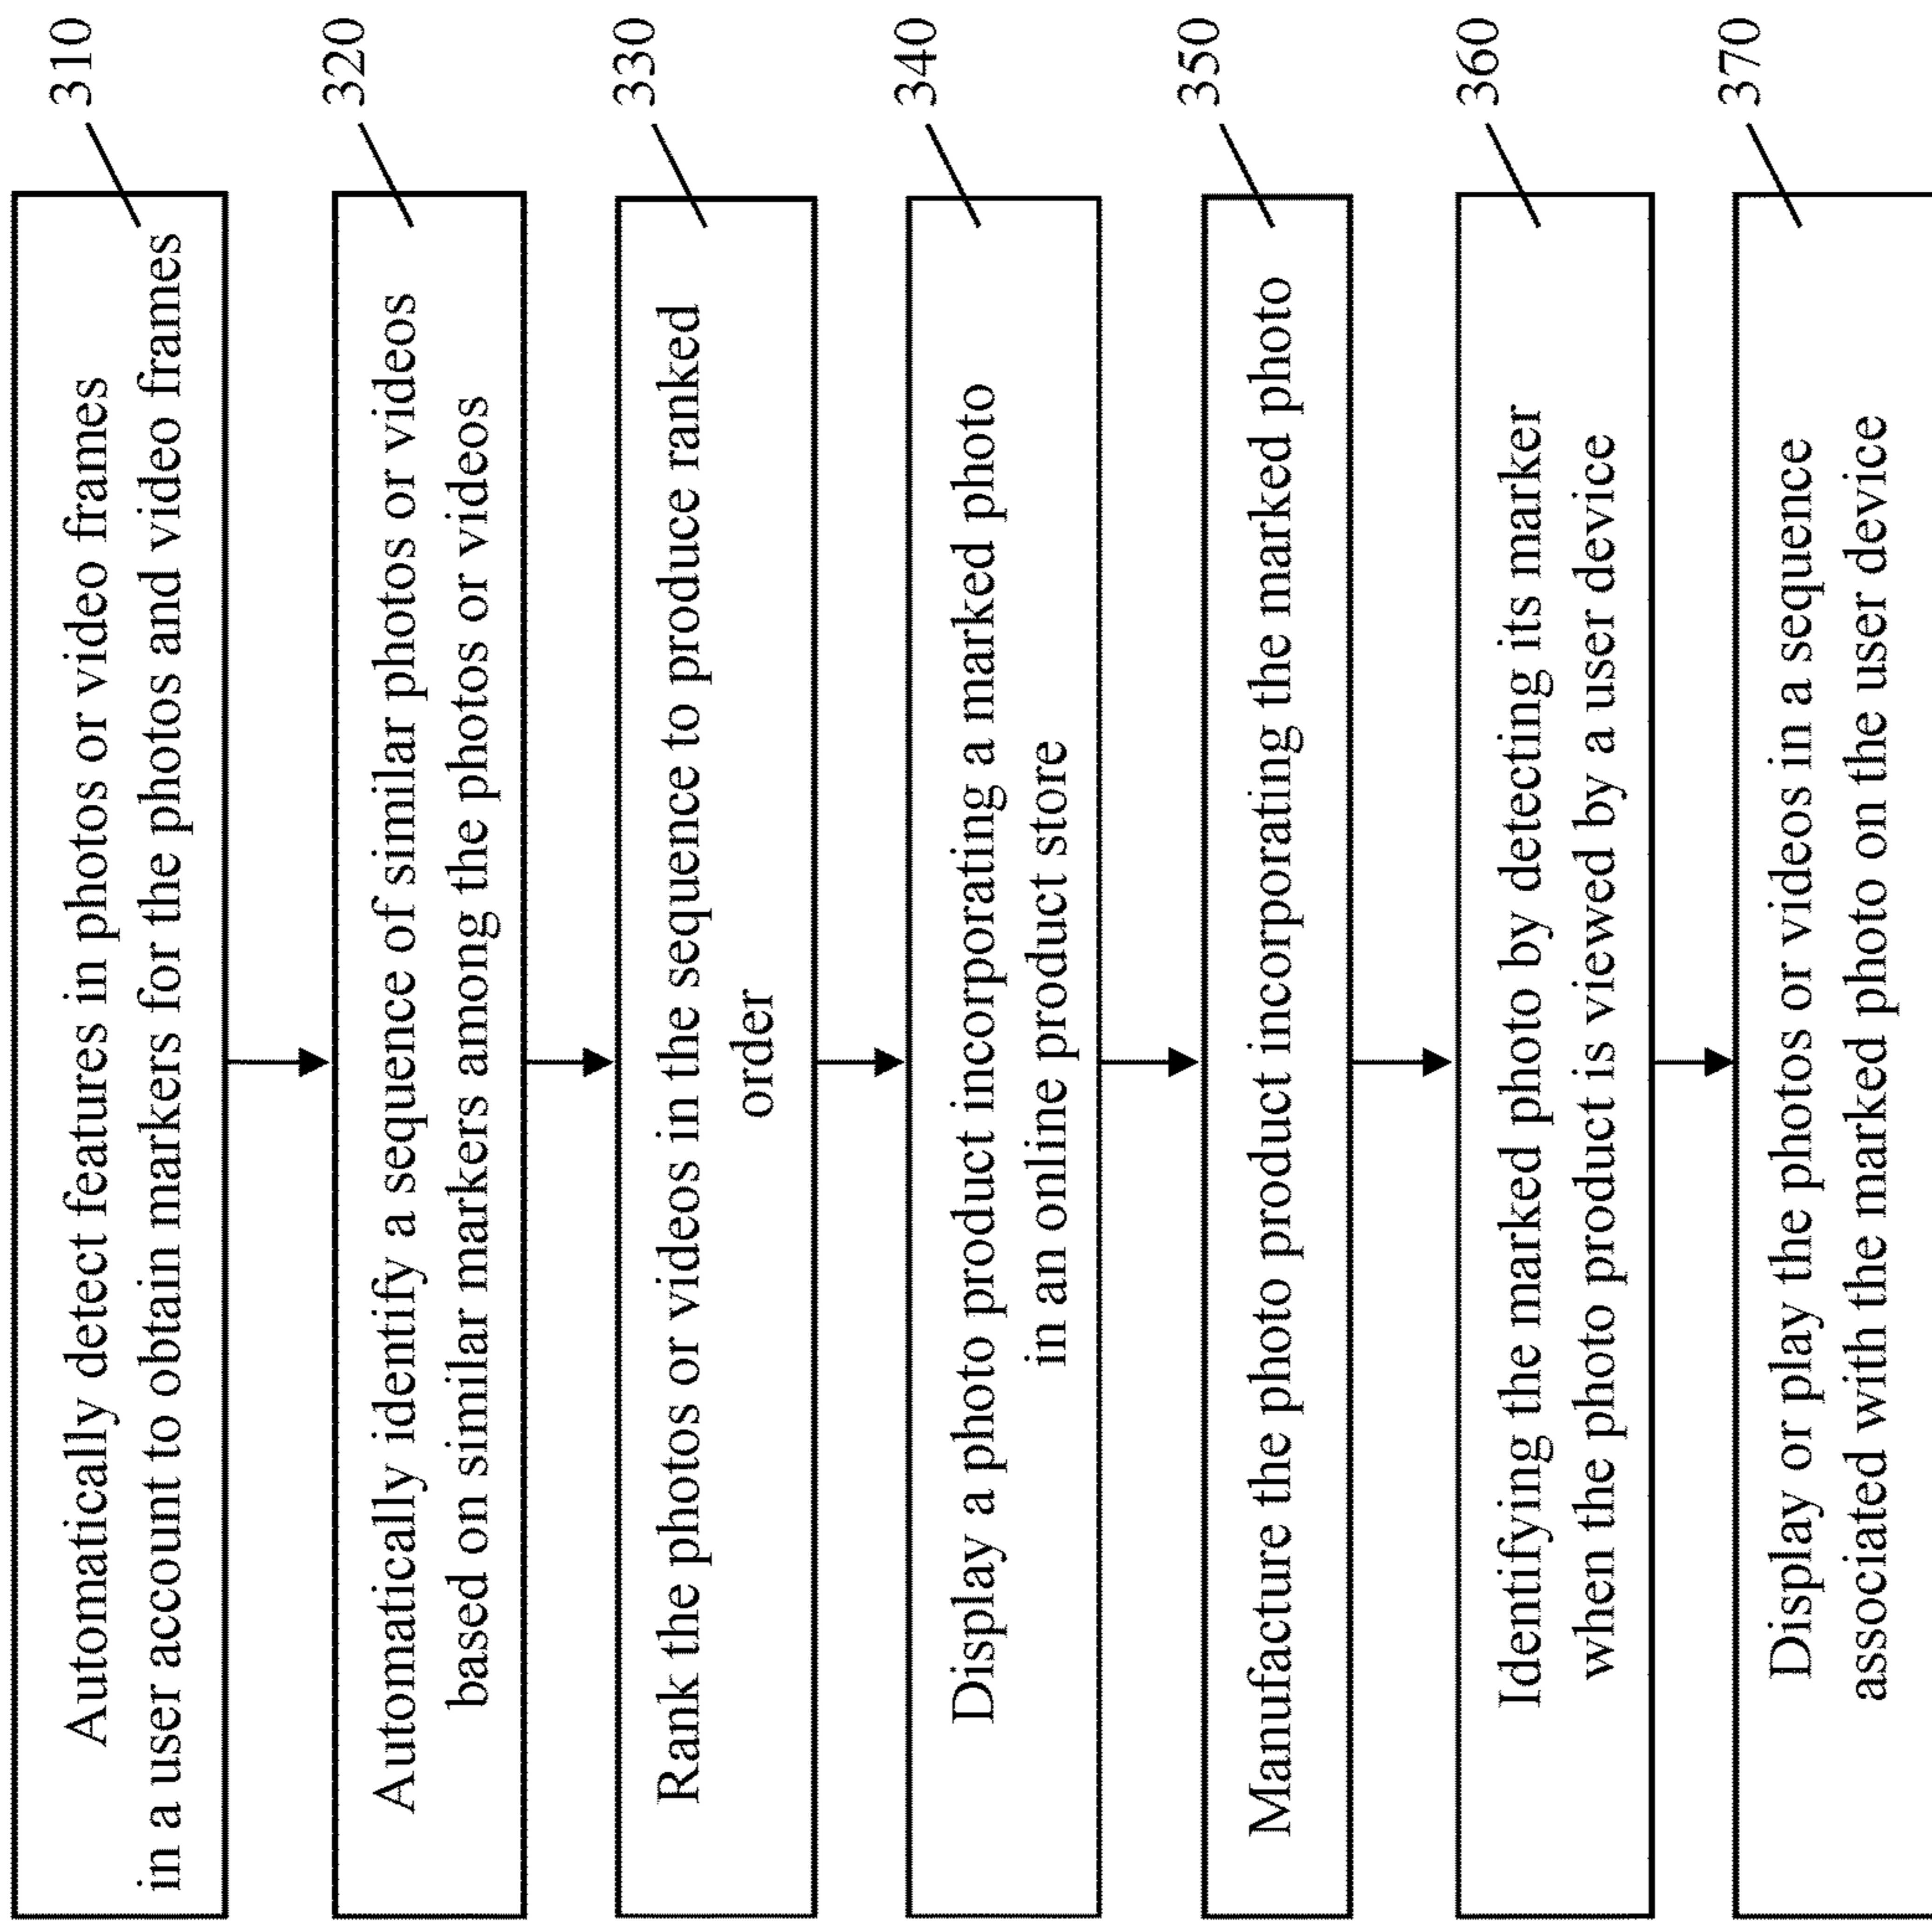 310
Automatically detect features in photos or video frames
in a user account to obtain markers for the photos and video frames
320
Automatically identify a sequence of similar photos or videos
based on similar markers among the photos or videos
330
Rank the photos or videos in the sequence to produce ranked
order
340
Display a photo product incorporating a marked photo
in an online product store
350
Manufacture the photo product incorporating the marked photo
360
Identifying the marked photo by detecting its marker
when the photo product is viewed by a user device
370
Display or play the photos or videos in a sequence
associated with the marked photo on the user device